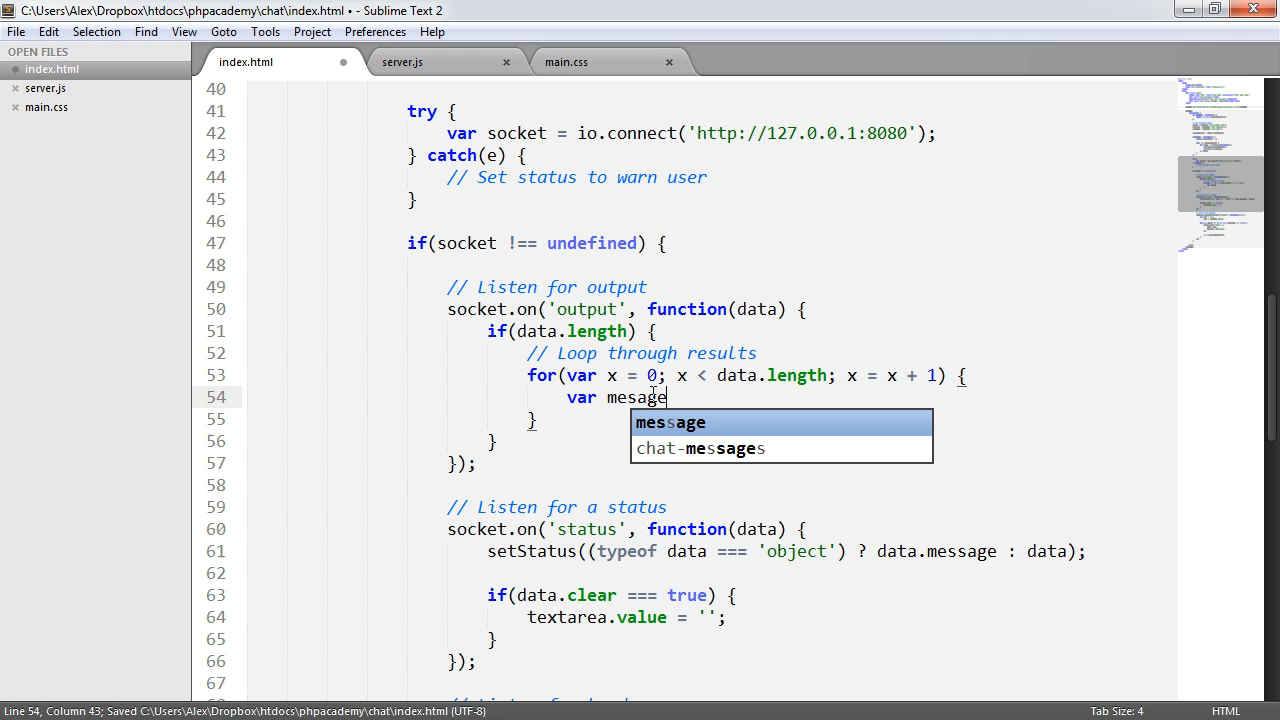 C:\Users\Alex\Dropbox\htdocs\phpacademy\chat\index.html • - Sublime Text 2
File Edit Selection Find View Goto Tools Project Preferences Help
OPEN FILES
index.html
server.js
main.css
index.html server.js main.css
40
41 try {
42 var socket = io.connect('http://127.0.0.1:8080');
43 } catch(e) {
44 // Set status to warn user
45 }
46
47 if(socket !== undefined) {
48
49 // Listen for output
50 socket.on('output', function(data) {
51 if(data.length) {
52 // Loop through results
53 for(var x = 0; x < data.length; x = x + 1) {
54 var mesage
message
chat-messages
55 }
56 }
57 });
58
59 // Listen for a status
60 socket.on('status', function(data) {
61 setStatus((typeof data === 'object') ? data.message : data);
62
63 if(data.clear === true) {
64 textarea.value = '';
65 }
66 });
67
Line 54, Column 43; Saved C:\Users\Alex\Dropbox\htdocs\phpacademy\chat\index.html (UTF-8) Tab Size: 4 HTML